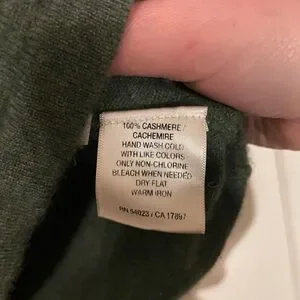 100% CASHMERE /
CACHEMIRE
HAND WASH COLD
WITH LIKE COLORS
ONLY NON-CHLORINE
BLEACH WHEN NEEDED
DRY FLAT
WARM IRON
RN 54023 / CA 17897